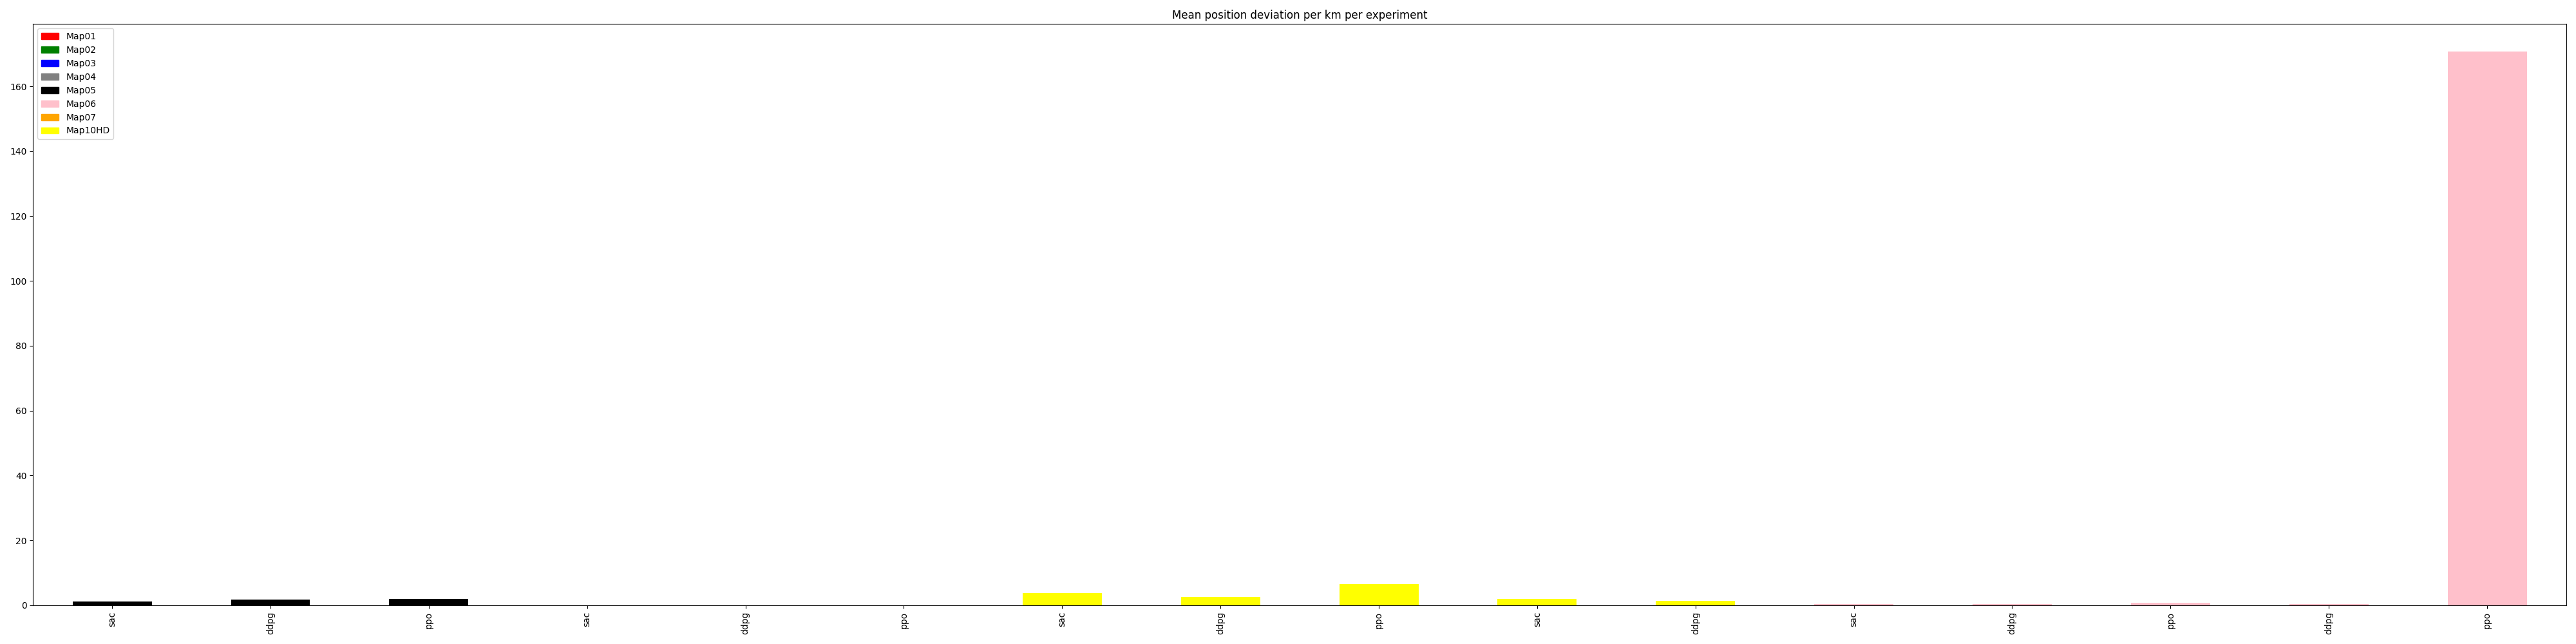 Mean position deviation per km per experiment
Map01
Map02
Map03
Map04
Map05
Map06
Map07
Map10HD
160
140
120
100
80
60
40
20
0
sac
ddpg
ppo
sac
ddpg
ppo
sac
ddpg
ppo
sac
ddpg
sac
ddpg
ppo
ddpg
ppo